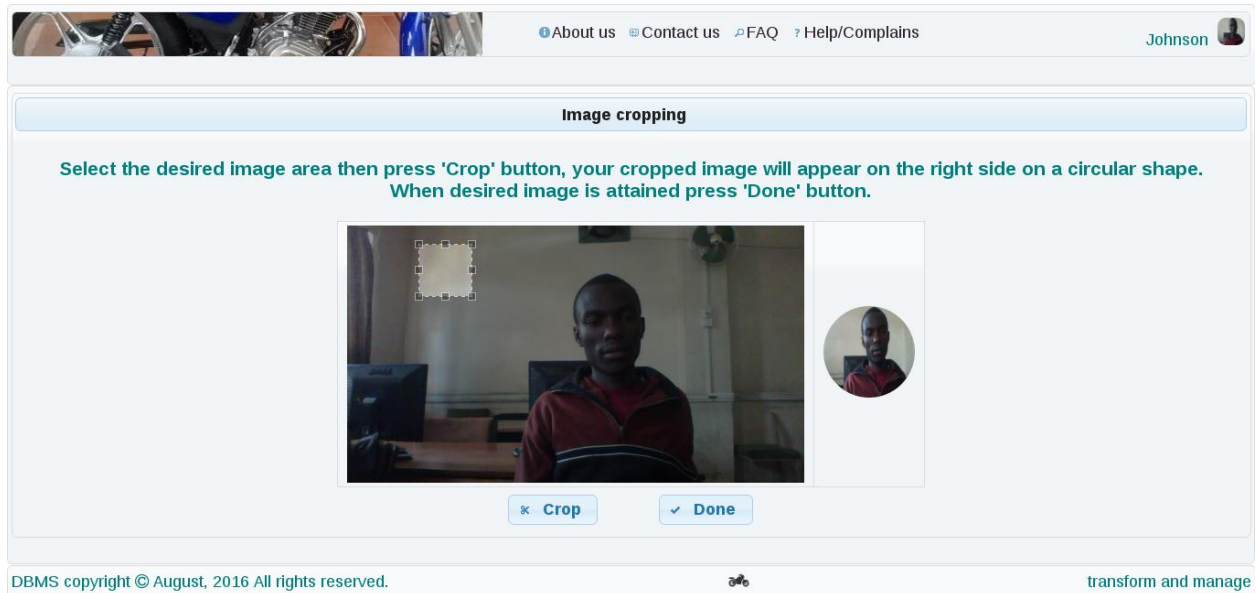 About us Contact us FAQ Help/Complains Johnson
Image cropping
Select the desired image area then press 'Crop' button, your cropped image will appear on the right side on a circular shape.
When desired image is attained press 'Done' button.
Crop Done
DBMS copyright © August, 2016 All rights reserved. transform and manage